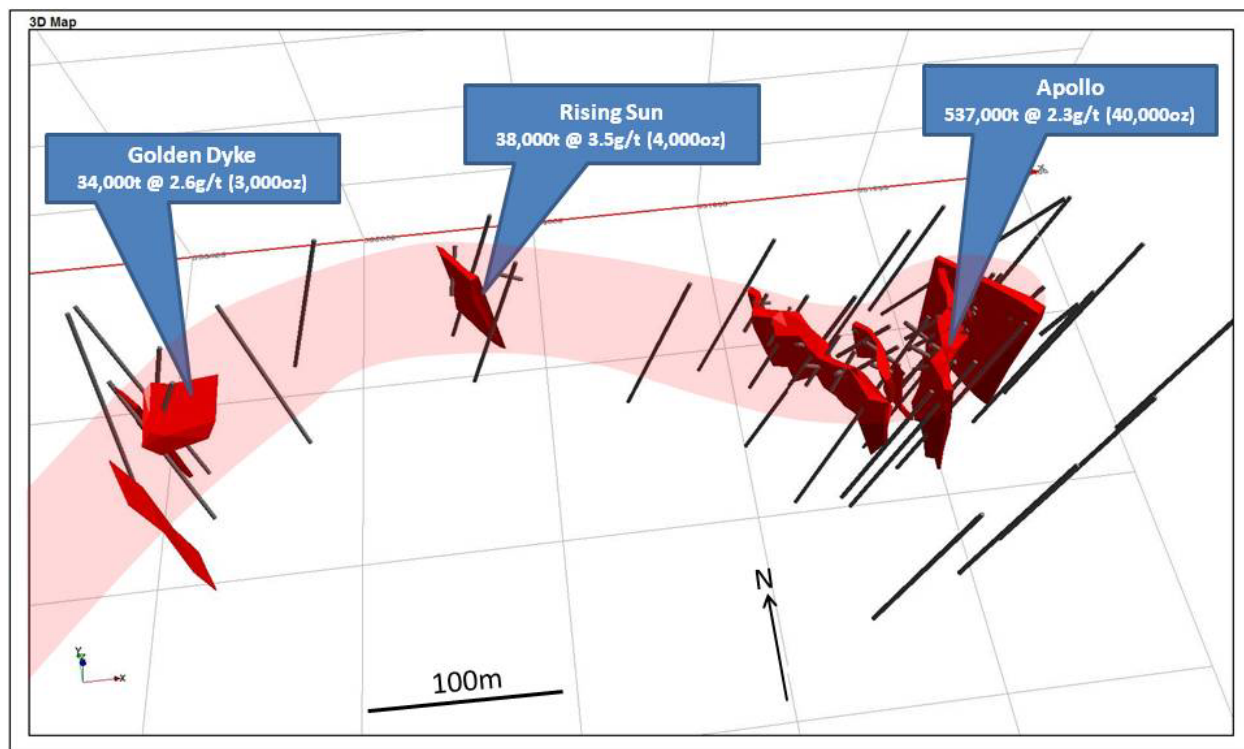 3D Map
Apollo
537,000t @ 2.3g/t (40,000oz)
Rising Sun
38,000t @ 3.5g/t (4,000oz)
Golden Dyke
34,000t @ 2.6g/t (3,000oz)
N
100m
Y
X